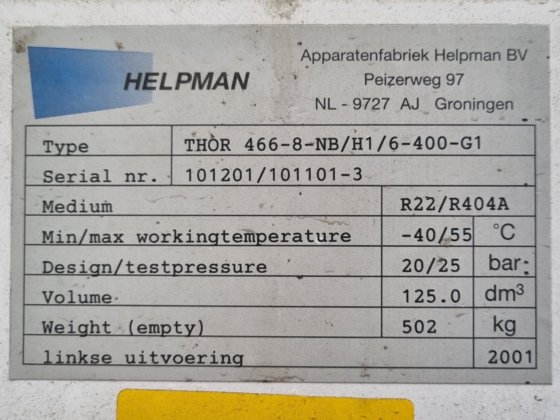 HELPMAN
Apparatenfabriek Helpman BV
Peizerweg 97
NL - 9727 AJ Groningen
Type THOR 466-8-NB/H1/6-400-G1
Serial nr. 101201/101101-3
Medium R22/R404A
Min/max workingtemperature -40/55 °C
Design/testpressure 20/25 bar
Volume 125.0 dm³
Weight (empty) 502 kg
linkse uitvoering 2001